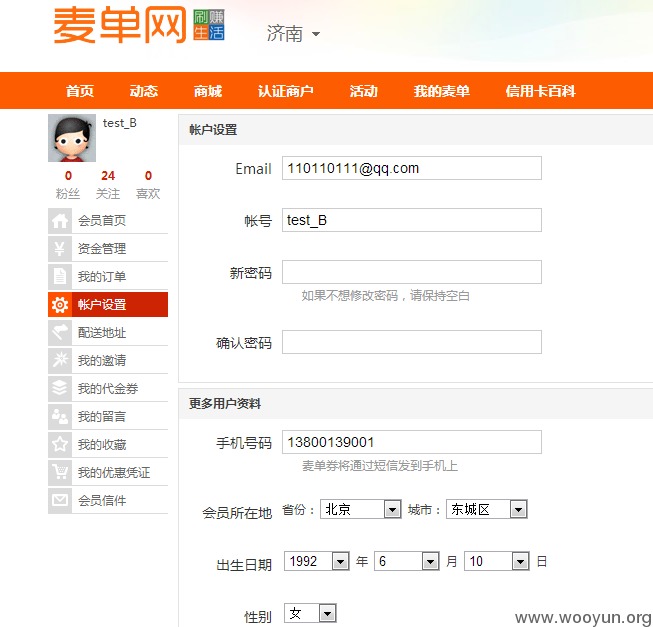 麦单网 刷赚生活 济南
首页 动态 商城 认证商户 活动 我的麦单 信用卡百科
test_B
0 24 0
粉丝 关注 喜欢
会员首页
资金管理
我的订单
帐户设置
配送地址
我的邀请
我的代金券
我的留言
我的收藏
我的优惠凭证
会员信件
帐户设置
Email 110110111@qq.com
帐号 test_B
新密码
如果不想修改密码，请保持空白
确认密码
更多用户资料
手机号码 13800139001
麦单券将通过短信发到手机上
会员所在地 省份： 北京 城市： 东城区
出生日期 1992 年 6 月 10 日
性别 女
www.wooyun.org